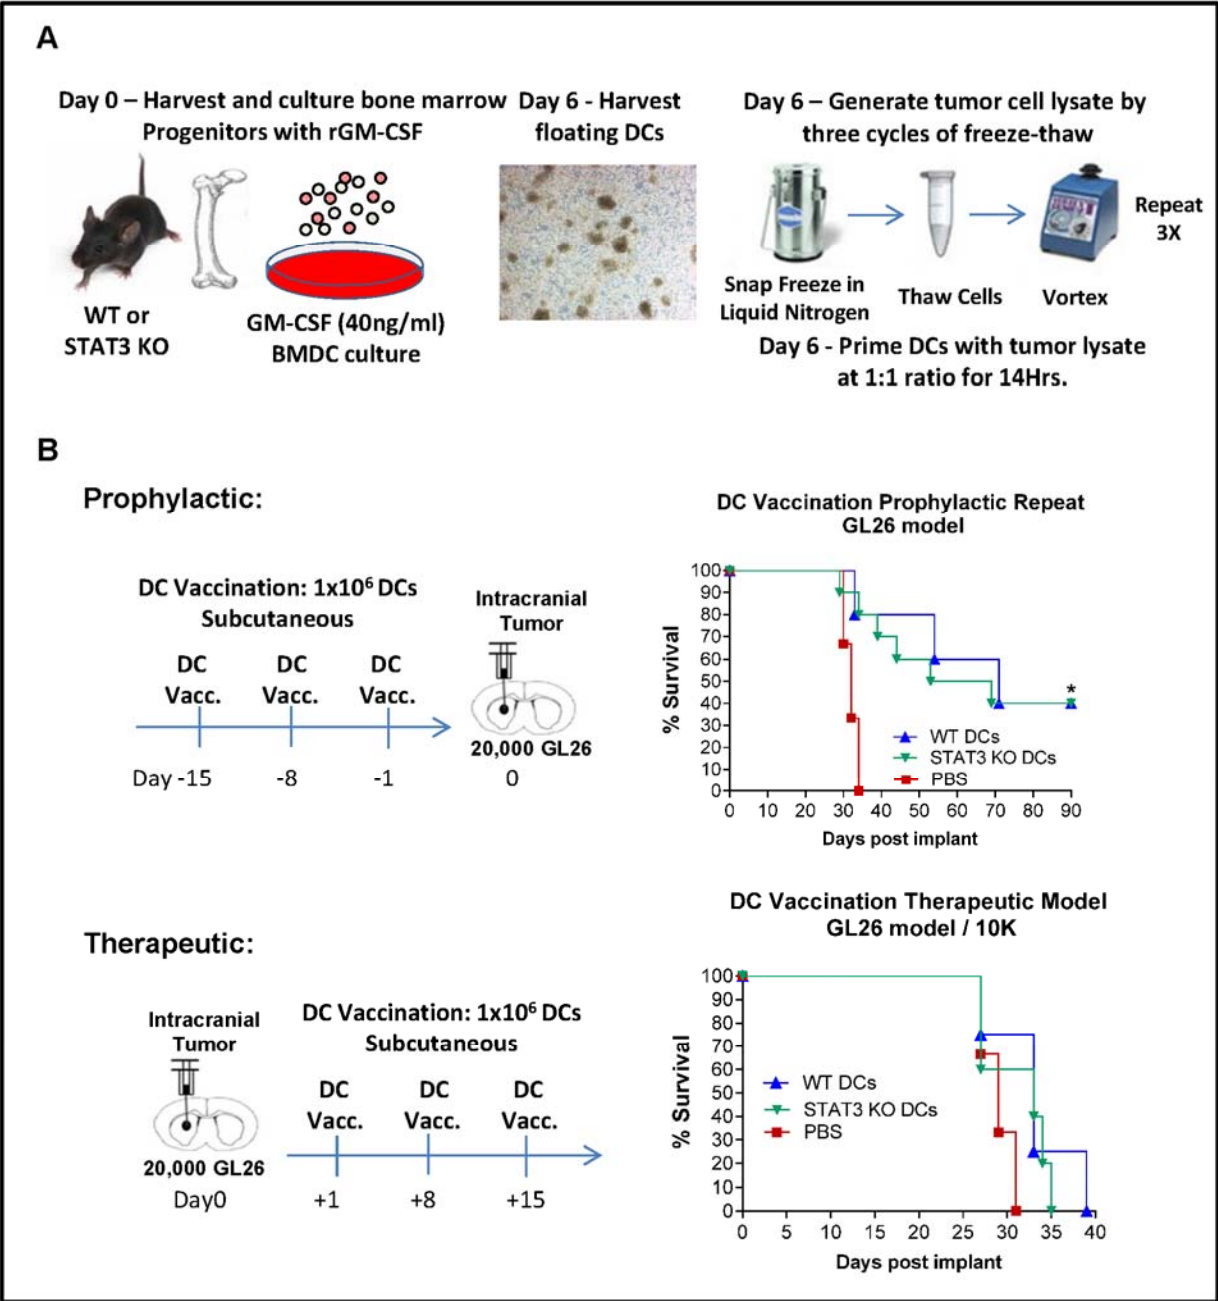 A
Day 0 – Harvest and culture bone marrow
Progenitors with rGM-CSF
Day 6 - Harvest
floating DCs
Day 6 – Generate tumor cell lysate by
three cycles of freeze-thaw
WT or
STAT3 KO
GM-CSF (40ng/ml)
BMDC culture
Snap Freeze in
Liquid Nitrogen
Thaw Cells
Vortex
Repeat
3X
Day 6 - Prime DCs with tumor lysate
at 1:1 ratio for 14Hrs.
B
Prophylactic:
DC Vaccination: 1x10⁶ DCs
Subcutaneous
DC
Vacc.
DC
Vacc.
DC
Vacc.
Day -15
-8
-1
Intracranial
Tumor
20,000 GL26
0
DC Vaccination Prophylactic Repeat
GL26 model
% Survival
100
90
80
70
60
50
40
30
20
10
0
*
WT DCs
STAT3 KO DCs
PBS
0 10 20 30 40 50 60 70 80 90
Days post implant
Therapeutic:
Intracranial
Tumor
20,000 GL26
Day0
DC Vaccination: 1x10⁶ DCs
Subcutaneous
DC
Vacc.
DC
Vacc.
DC
Vacc.
+1
+8
+15
DC Vaccination Therapeutic Model
GL26 model / 10K
% Survival
100
90
80
70
60
50
40
30
20
10
0
WT DCs
STAT3 KO DCs
PBS
0 5 10 15 20 25 30 35 40
Days post implant